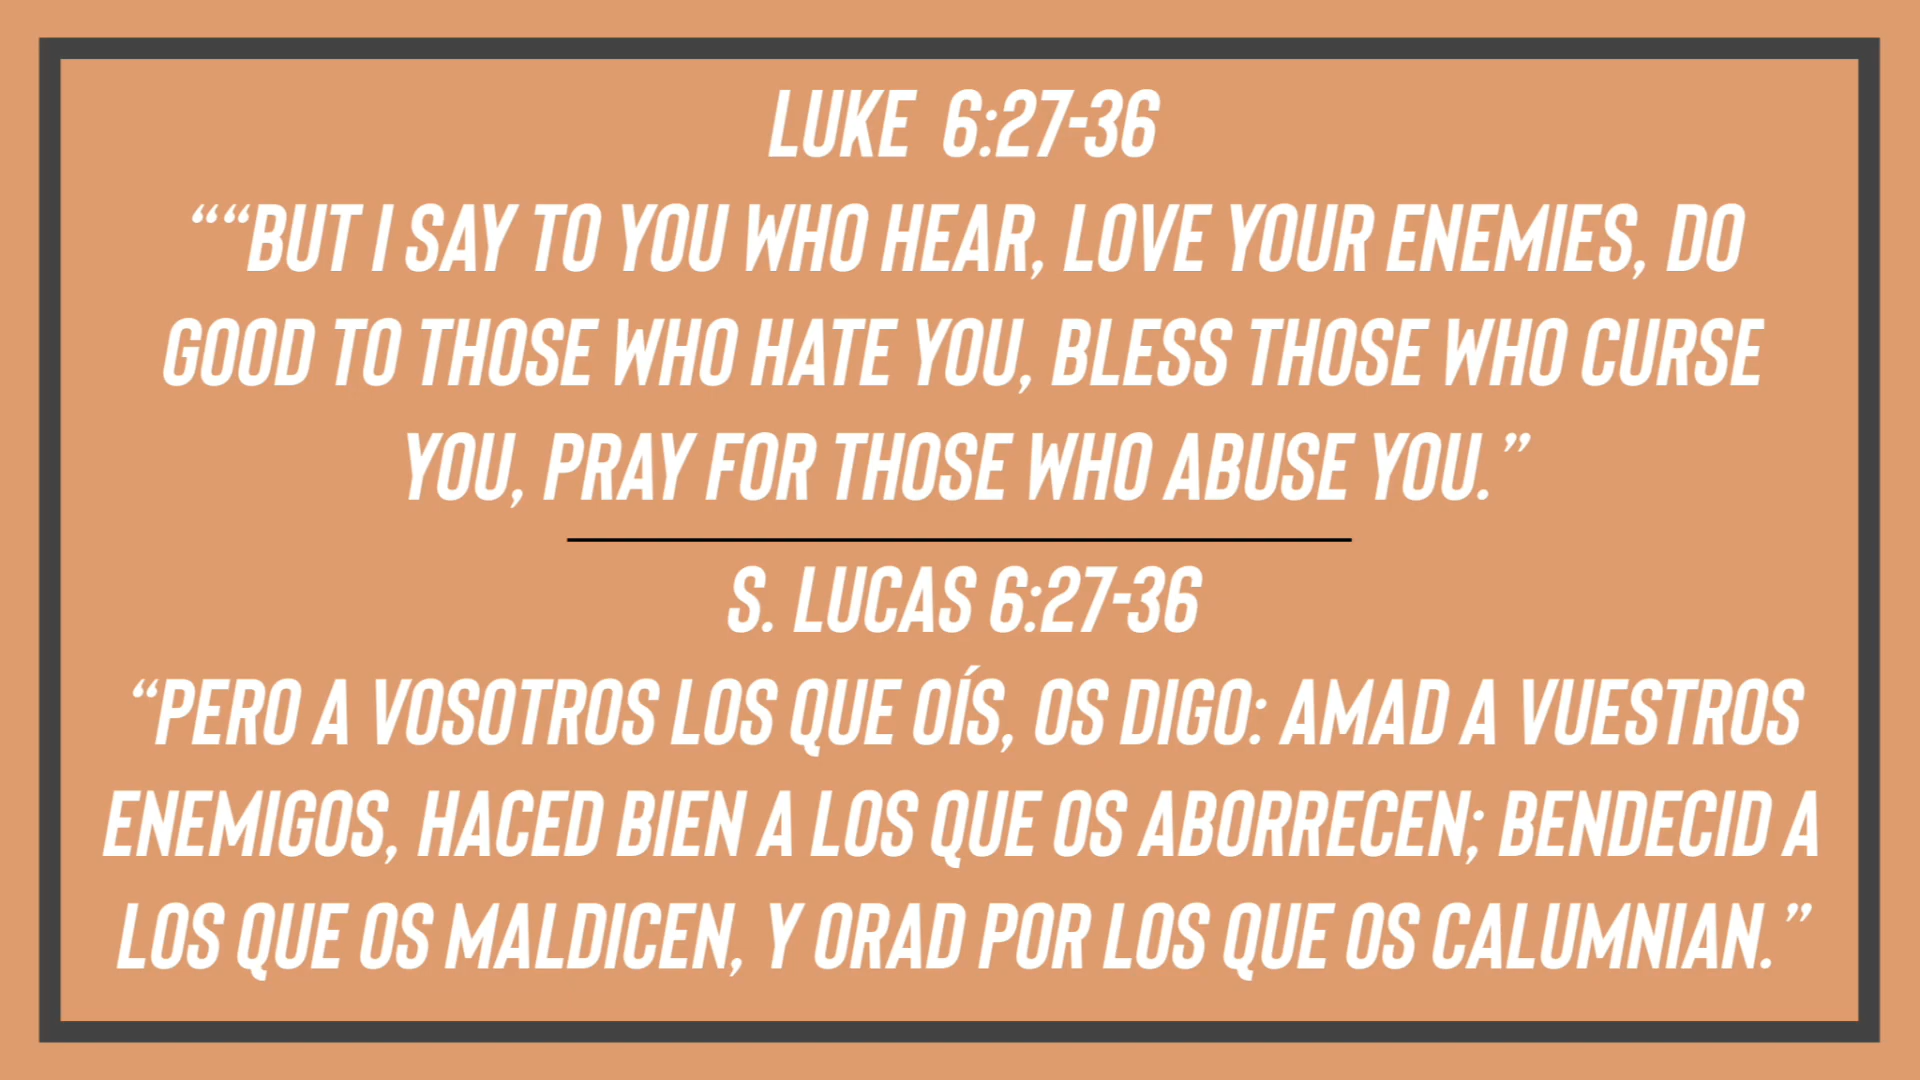 LUKE  6:27-36
““BUT I SAY TO YOU WHO HEAR, LOVE YOUR ENEMIES, DO
GOOD TO THOSE WHO HATE YOU, BLESS THOSE WHO CURSE
YOU, PRAY FOR THOSE WHO ABUSE YOU.”
S. LUCAS 6:27-36
“PERO A VOSOTROS LOS QUE OÍS, OS DIGO: AMAD A VUESTROS
ENEMIGOS, HACED BIEN A LOS QUE OS ABORRECEN; BENDECID A
LOS QUE OS MALDICEN, Y ORAD POR LOS QUE OS CALUMNIAN.”